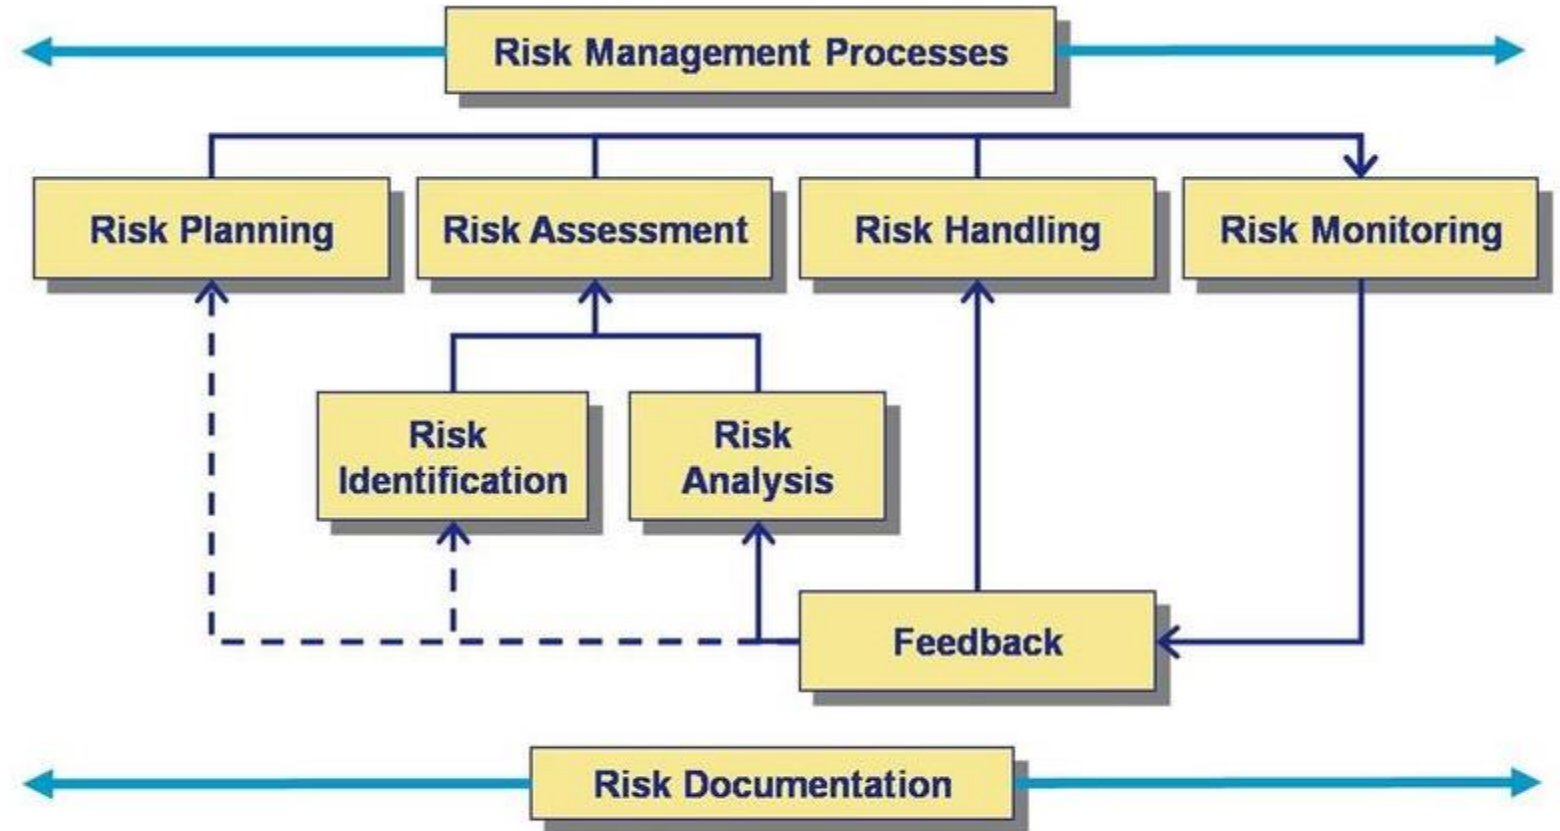 Risk Management Processes
Risk Planning
Risk Assessment
Risk Handling
Risk Monitoring
Risk
Identification
Risk
Analysis
Feedback
Risk Documentation